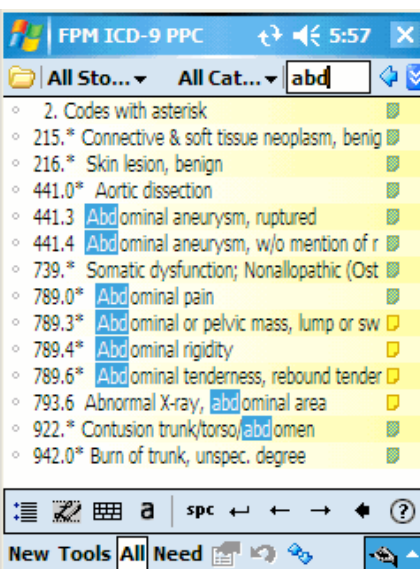 FPM ICD-9 PPC 5:57
All Sto... All Cat... abd
2. Codes with asterisk
215.* Connective & soft tissue neoplasm, benig
216.* Skin lesion, benign
441.0* Aortic dissection
441.3 Abdominal aneurysm, ruptured
441.4 Abdominal aneurysm, w/o mention of r
739.* Somatic dysfunction; Nonallopathic (Ost
789.0* Abdominal pain
789.3* Abdominal or pelvic mass, lump or sw
789.4* Abdominal rigidity
789.6* Abdominal tenderness, rebound tender
793.6 Abnormal X-ray, abdominal area
922.* Contusion trunk/torso/abdomen
942.0* Burn of trunk, unspec. degree
a spc ?
New Tools All Need